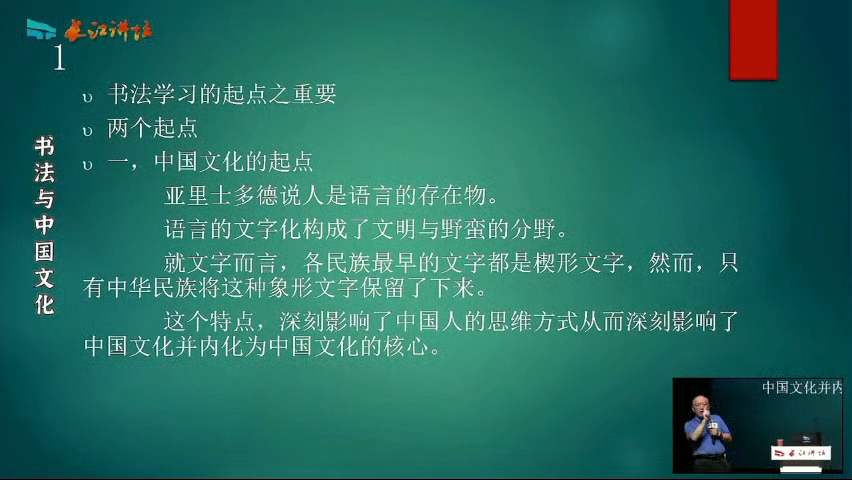 长江讲坛
1
书法学习的起点之重要
两个起点
一，中国文化的起点
亚里士多德说人是语言的存在物。
语言的文字化构成了文明与野蛮的分野。
就文字而言，各民族最早的文字都是楔形文字，然而，只
有中华民族将这种象形文字保留了下来。
这个特点，深刻影响了中国人的思维方式从而深刻影响了
中国文化并内化为中国文化的核心。
书法与中国文化
中国文化并内
长江讲坛